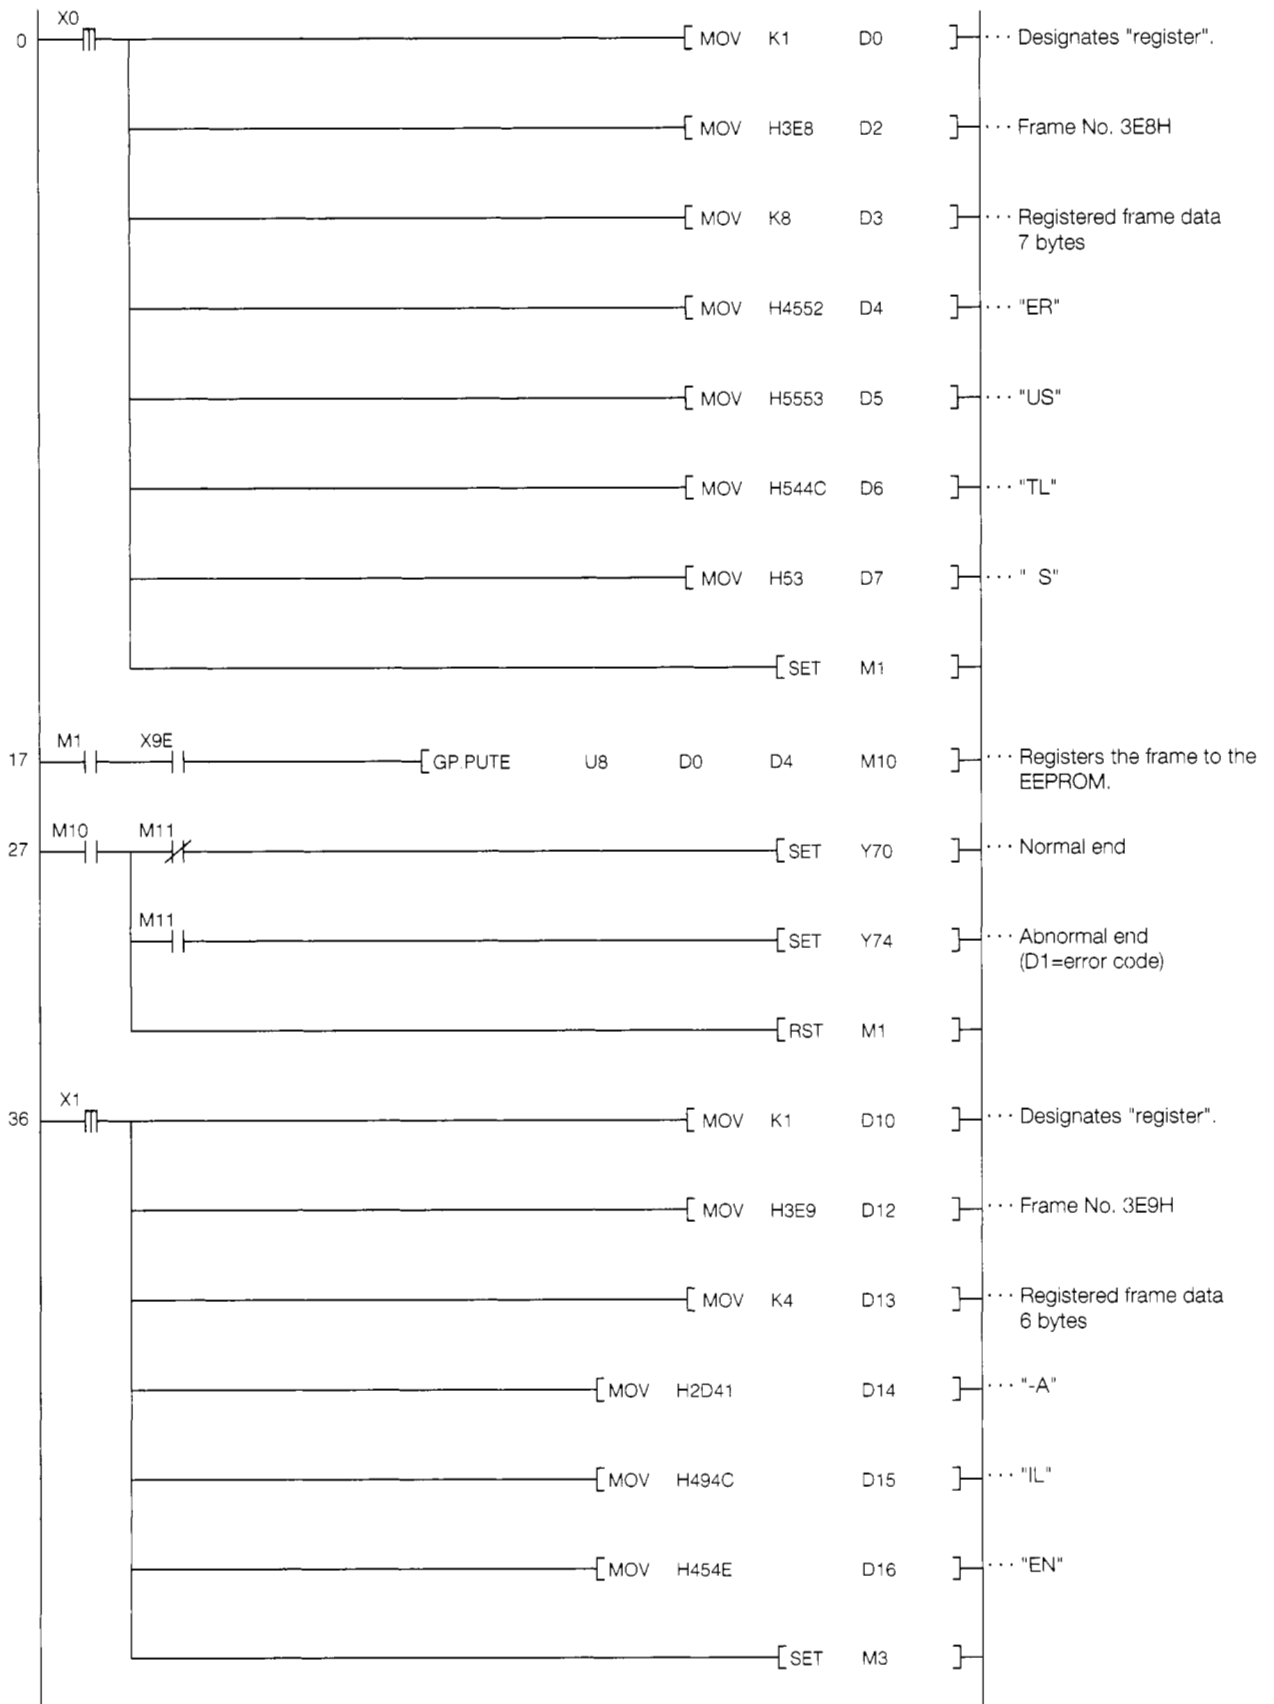 X0
0 MOV K1 D0 ··· Designates "register".
MOV H3E8 D2 ··· Frame No. 3E8H
MOV K8 D3 ··· Registered frame data
7 bytes
MOV H4552 D4 ··· "ER"
MOV H5553 D5 ··· "US"
MOV H544C D6 ··· "TL"
MOV H53 D7 ··· " S"
SET M1
M1 X9E
17 GP.PUTE U8 D0 D4 M10 ··· Registers the frame to the
EEPROM.
M10 M11
27 SET Y70 ··· Normal end
M11
SET Y74 ··· Abnormal end
(D1=error code)
RST M1
X1
36 MOV K1 D10 ··· Designates "register".
MOV H3E9 D12 ··· Frame No. 3E9H
MOV K4 D13 ··· Registered frame data
6 bytes
MOV H2D41 D14 ··· "-A"
MOV H494C D15 ··· "IL"
MOV H454E D16 ··· "EN"
SET M3